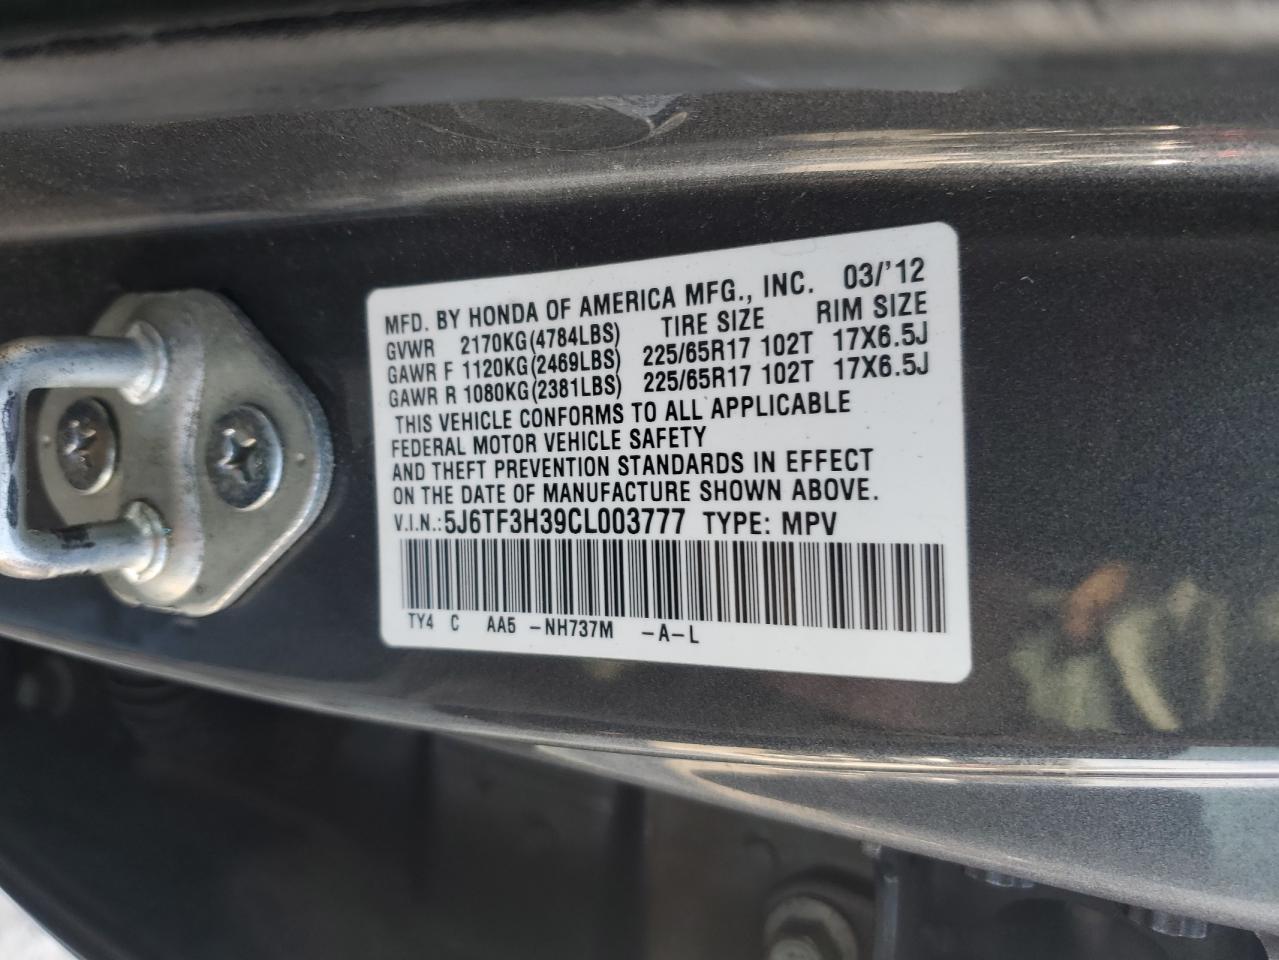 MFD. BY HONDA OF AMERICA MFG., INC. 03/'12
GVWR 2170KG(4784LBS) TIRE SIZE RIM SIZE
GAWR F 1120KG(2469LBS) 225/65R17 102T 17X6.5J
GAWR R 1080KG(2381LBS) 225/65R17 102T 17X6.5J
THIS VEHICLE CONFORMS TO ALL APPLICABLE
FEDERAL MOTOR VEHICLE SAFETY
AND THEFT PREVENTION STANDARDS IN EFFECT
ON THE DATE OF MANUFACTURE SHOWN ABOVE.
V.I.N.:5J6TF3H39CL003777 TYPE: MPV
TY4 C AA5 -NH737M -A-L